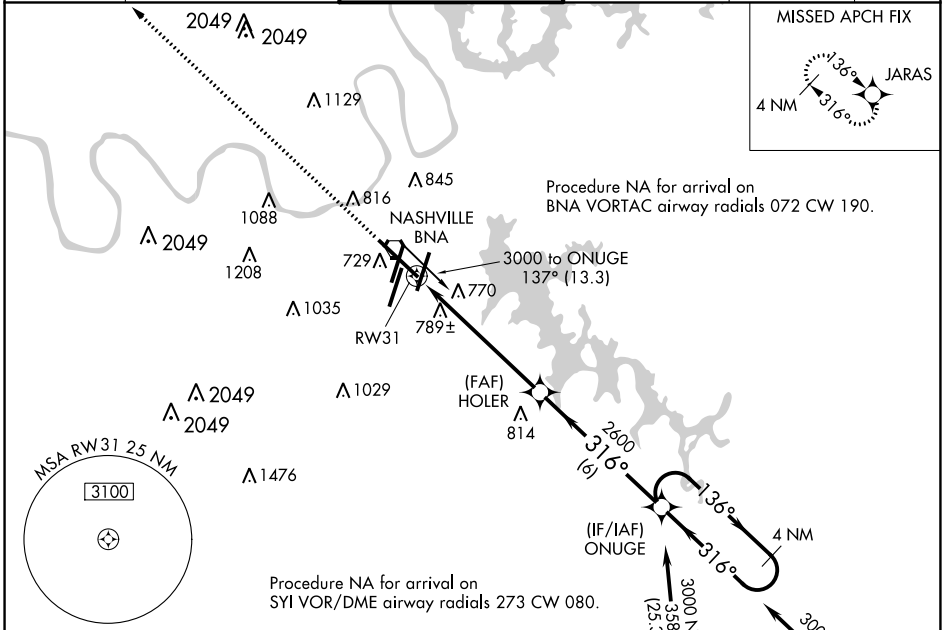 2049
2049
MISSED APCH FIX
136°
JARAS
4 NM
316°
1129
845
816
1088
Procedure NA for arrival on
BNA VORTAC airway radials 072 CW 190.
NASHVILLE
BNA
2049
1208
729
3000 to ONUGE
137° (13.3)
770
1035
789±
RW31
(FAF)
HOLER
1029
2049
2049
814
2600
316°
(6)
MSA RW31 25 NM
3100
1476
136°
4 NM
316°
(IF/IAF)
ONUGE
Procedure NA for arrival on
SYI VOR/DME airway radials 273 CW 080.
3000 N
358
(25.
300